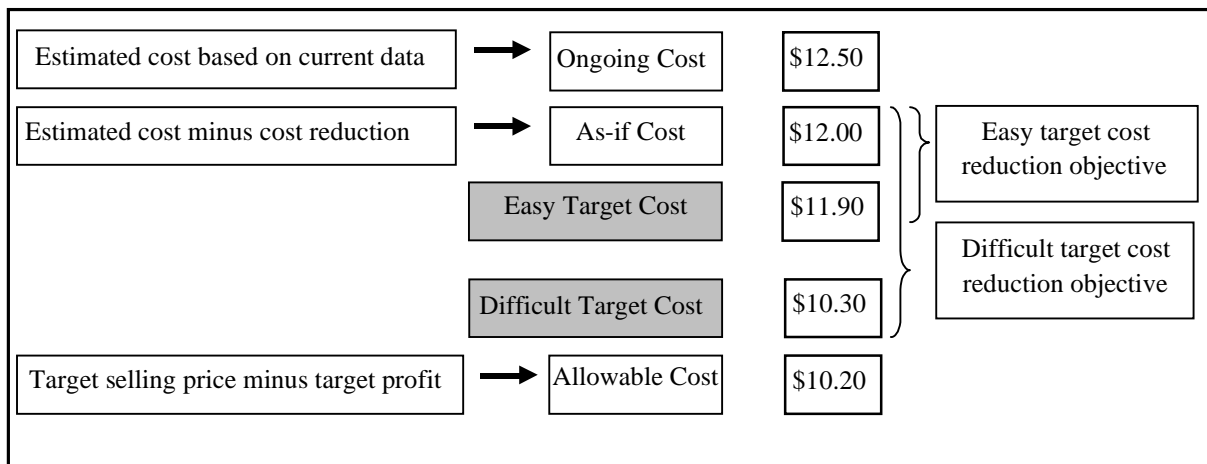 Estimated cost based on current data
Ongoing Cost
$12.50
Estimated cost minus cost reduction
As-if Cost
$12.00
Easy target cost
reduction objective
Easy Target Cost
$11.90
Difficult target cost
reduction objective
Difficult Target Cost
$10.30
Target selling price minus target profit
Allowable Cost
$10.20